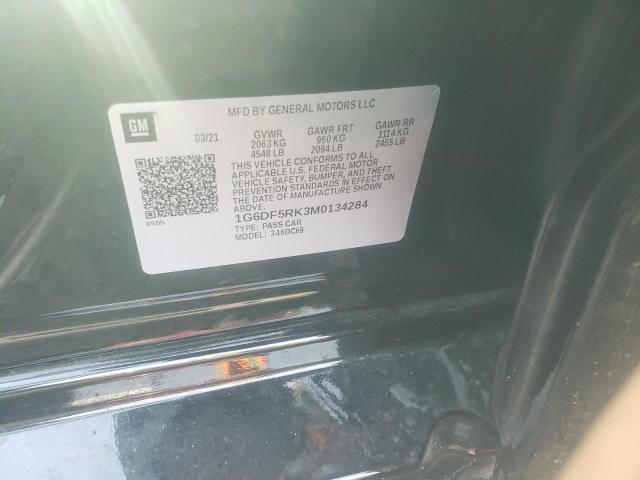 GM
MFD BY GENERAL MOTORS LLC
03/21 GVWR GAWR FRT GAWR RR
2063 KG 950 KG 1114 KG
4548 LB 2094 LB 2455 LB
THIS VEHICLE CONFORMS TO ALL
APPLICABLE U.S. FEDERAL MOTOR
VEHICLE SAFETY, BUMPER, AND THEFT
PREVENTION STANDARDS IN EFFECT ON THE
DATE OF MANUFACTURE SHOWN
ABOVE.
1G6DF5RK3M0134284
TYPE: PASS CAR
MODEL: 346DC69